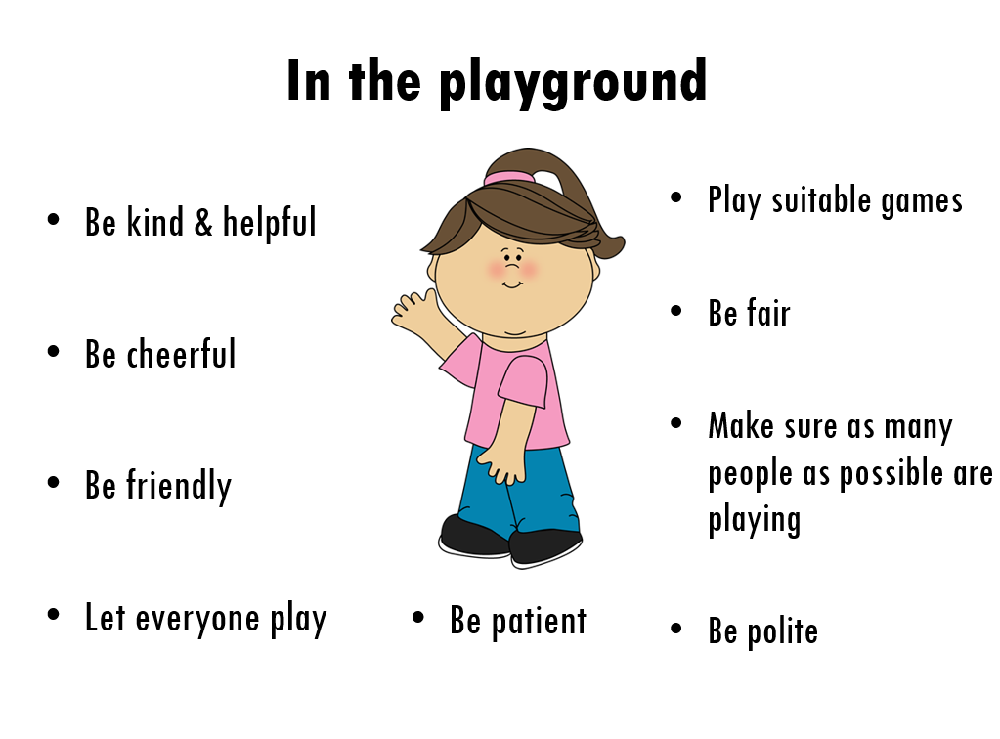 In the playground
• Be kind & helpful
• Be cheerful
• Be friendly
• Let everyone play
• Be patient
• Play suitable games
• Be fair
• Make sure as many
people as possible are
playing
• Be polite